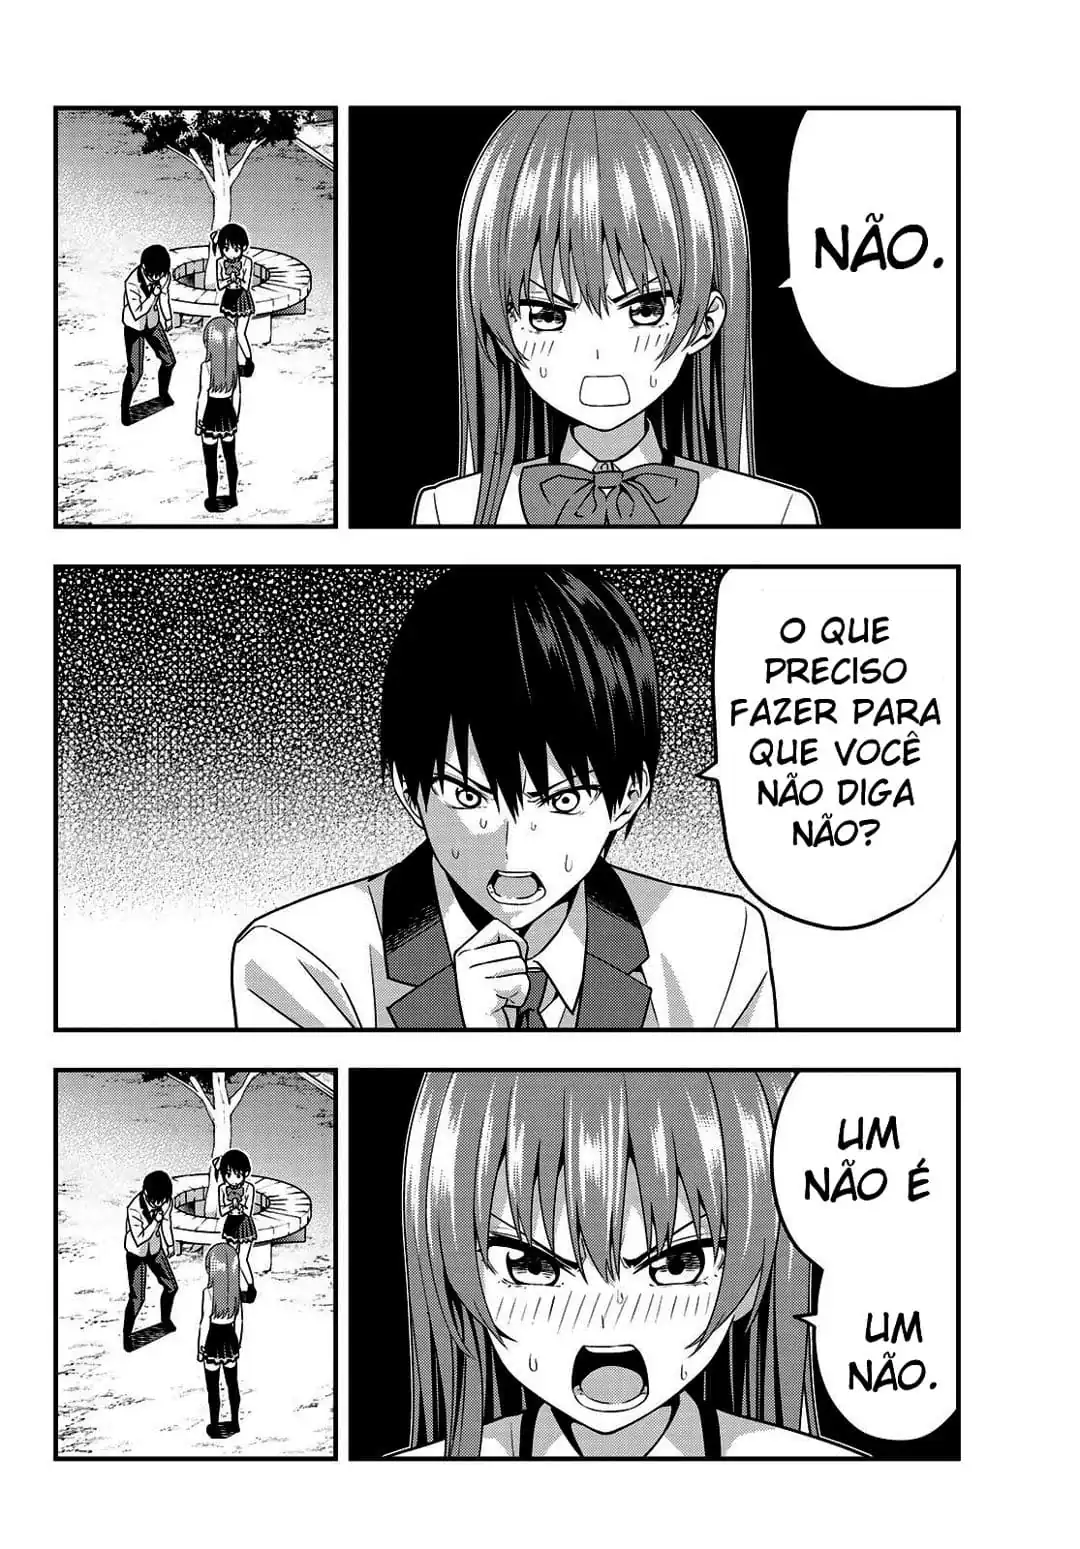 NÃO.
O QUE
PRECISO
FAZER PARA
QUE VOCÊ
NÃO DIGA
NÃO?
UM
NÃO É
UM
NÃO.